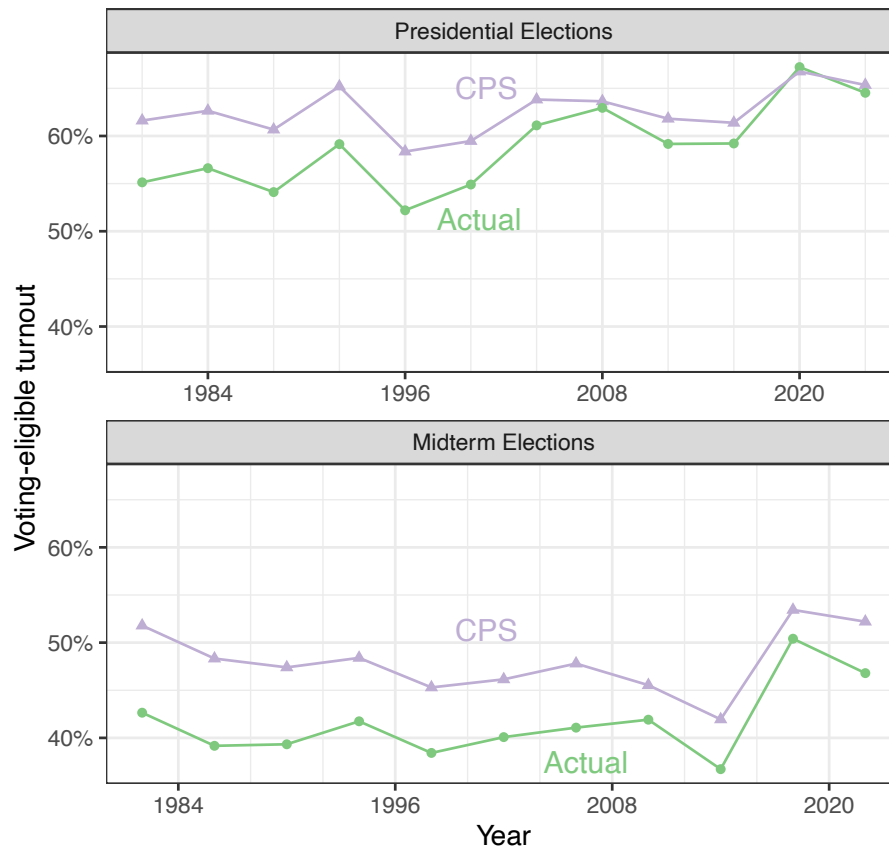 Presidential Elections
CPS
Actual
60%
50%
40%
1984 1996 2008 2020
Voting-eligible turnout
Midterm Elections
CPS
Actual
60%
50%
40%
1984 1996 2008 2020
Year